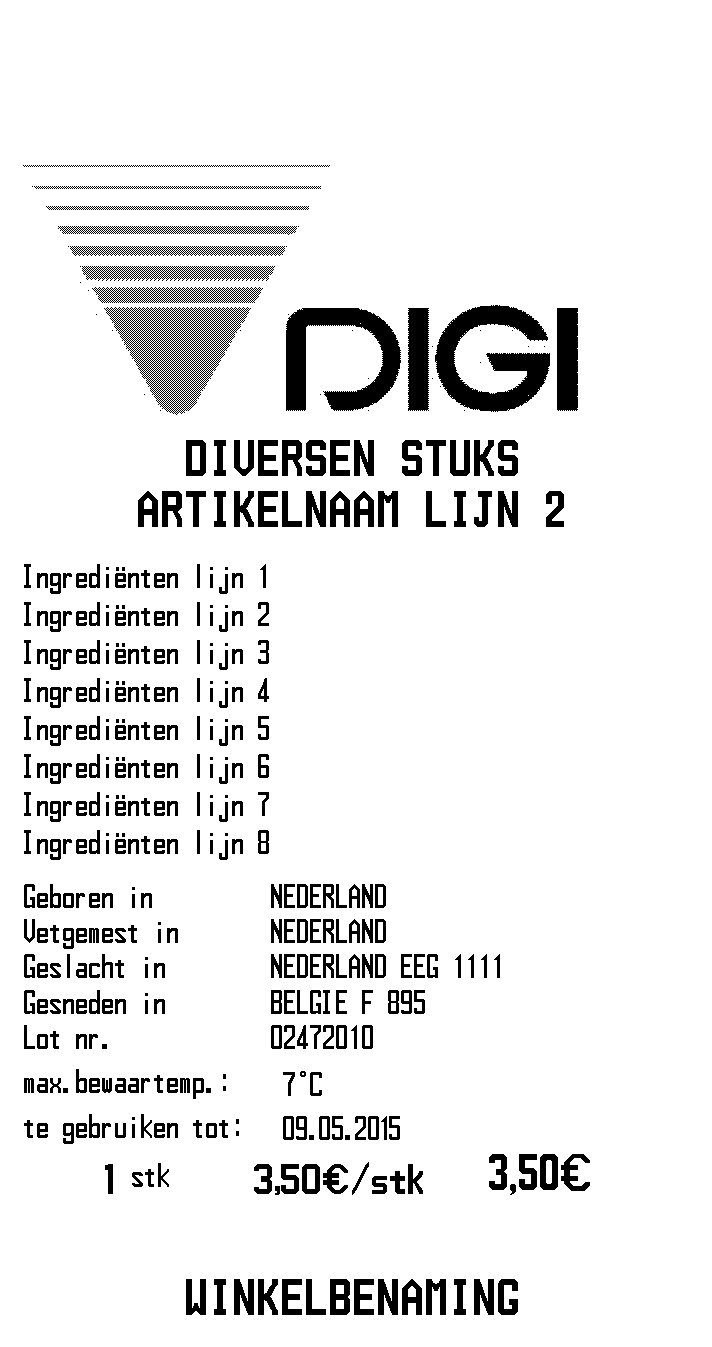 DIGI
DIVERSEN STUKS
ARTIKELNAAM LIJN 2
Ingrediënten lijn 1
Ingrediënten lijn 2
Ingrediënten lijn 3
Ingrediënten lijn 4
Ingrediënten lijn 5
Ingrediënten lijn 6
Ingrediënten lijn 7
Ingrediënten lijn 8
Geboren in NEDERLAND
Vetgemest in NEDERLAND
Geslacht in NEDERLAND EEG 1111
Gesneden in BELGIE F 895
Lot nr. 02472010
max.bewaartemp.: 7°C
te gebruiken tot: 09.05.2015
1 stk 3,50€/stk 3,50€
WINKELBENAMING